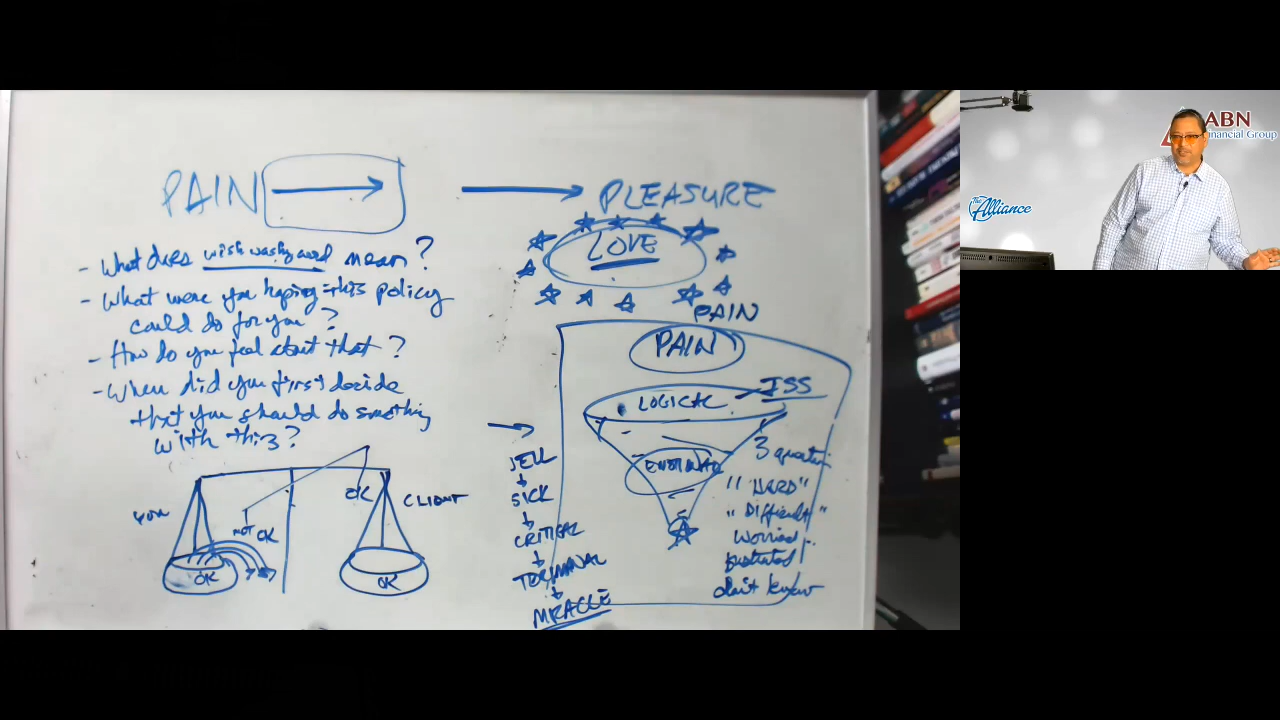 PAIN → → PLEASURE
LOVE
- What does wish washy word mean?
- What were you hoping this policy
could do for you?
- How do you feel about that?
- When did you first decide
that you should do something
with this?
YOU
NOT OK
OK
OK
CLIENT
OK
PAIN
PAIN
LOGICAL
ISS
EMOTIONAL
3 question
"HARD"
"Difficult"
worried
frustrated
don't know
→
SICK
CRITICAL
TERMINAL
MIRACLE
ABN
Financial Group
The Alliance